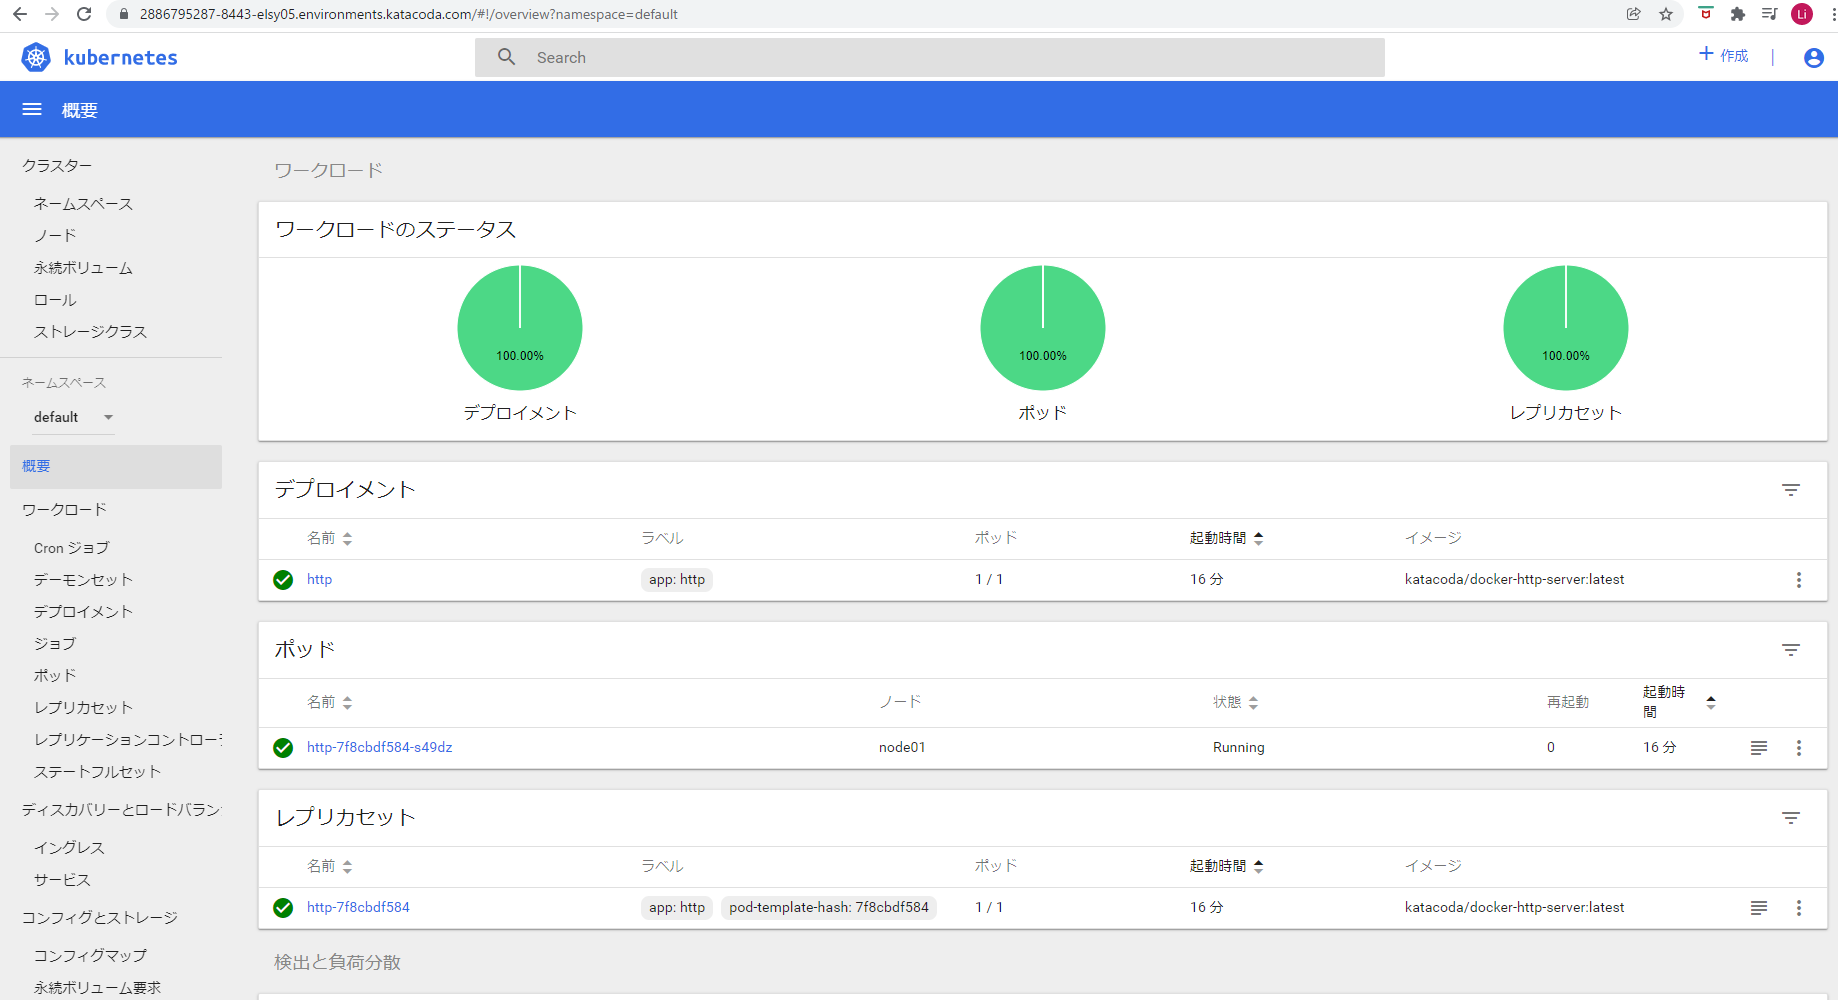 2886795287-8443-elsy05.environments.katacoda.com/#!/overview?namespace=default
Li
kubernetes
Search
作成
概要
クラスター
ネームスペース
ノード
永続ボリューム
ロール
ストレージクラス
ネームスペース
default
概要
ワークロード
Cron ジョブ
デーモンセット
デプロイメント
ジョブ
ポッド
レプリカセット
レプリケーションコントロー
ステートフルセット
ディスカバリーとロードバラン
イングレス
サービス
コンフィグとストレージ
コンフィグマップ
永続ボリューム要求
ワークロード
ワークロードのステータス
100.00% 100.00% 100.00%
デプロイメント ポッド レプリカセット
デプロイメント
名前 ラベル ポッド 起動時間 イメージ
http app: http 1 / 1 16 分 katacoda/docker-http-server:latest
ポッド
名前 ノード 状態 再起動 起動時間
http-7f8cbdf584-s49dz node01 Running 0 16 分
レプリカセット
名前 ラベル ポッド 起動時間 イメージ
http-7f8cbdf584 app: http pod-template-hash: 7f8cbdf584 1 / 1 16 分 katacoda/docker-http-server:latest
検出と負荷分散